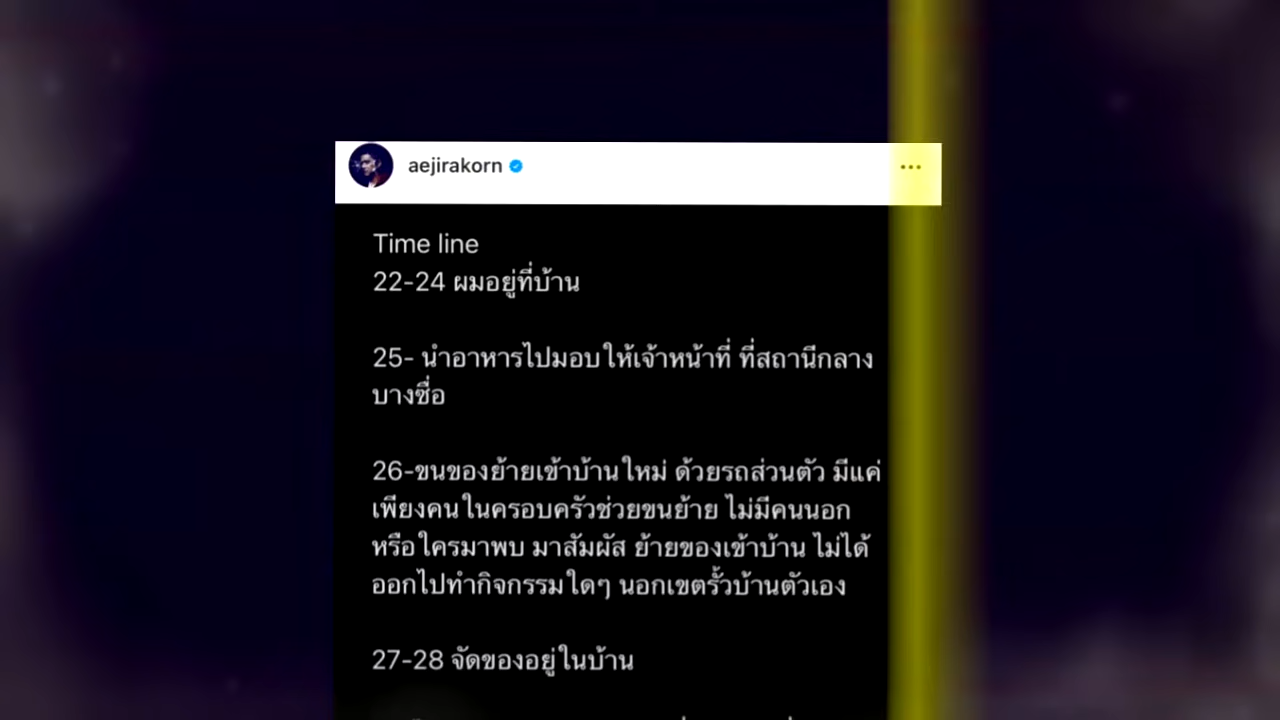 aejirakorn
Time line
22-24 ผมอยู่ที่บ้าน
25- นำอาหารไปมอบให้เจ้าหน้าที่ ที่สถานีกลาง
บางซื่อ
26-ขนของย้ายเข้าบ้านใหม่ ด้วยรถส่วนตัว มีแค่
เพียงคนในครอบครัวช่วยขนย้าย ไม่มีคนนอก
หรือใครมาพบ มาสัมผัส ย้ายของเข้าบ้าน ไม่ได้
ออกไปทำกิจกรรมใดๆ นอกเขตรั้วบ้านตัวเอง
27-28 จัดของอยู่ในบ้าน